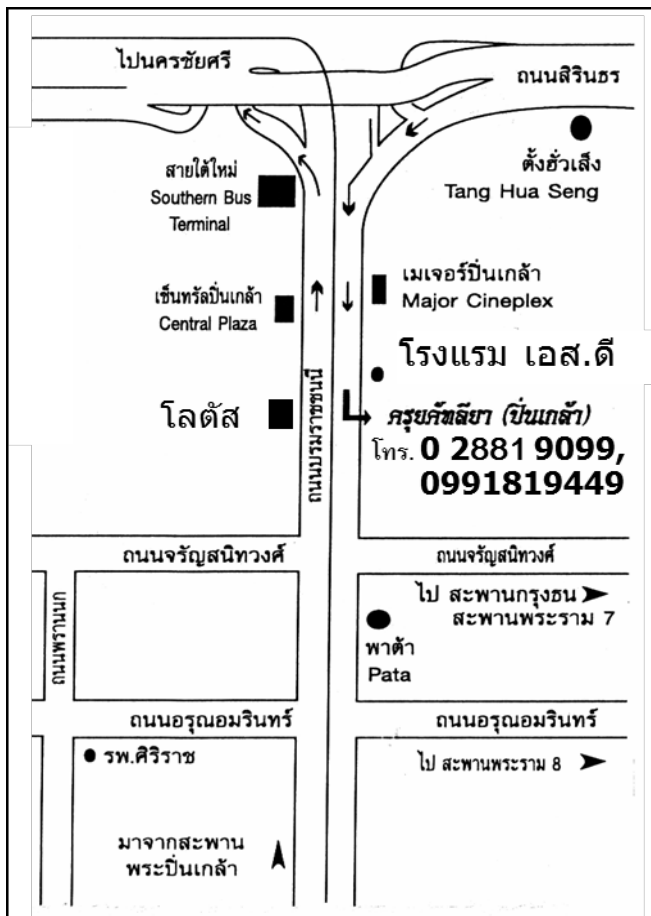 ไปนครชัยศรี
ถนนสิรินธร
ตั้งฮั่วเส็ง
Tang Hua Seng
สายใต้ใหม่
Southern Bus
Terminal
เมเจอร์ปิ่นเกล้า
Major Cineplex
เซ็นทรัลปิ่นเกล้า
Central Plaza
โรงแรม เอส.ดี
โลตัส
ถนนบรมราชชนนี
ครุยคัทลียา (ปิ่นเกล้า)
โทร. 0 2881 9099,
0991819449
ถนนจรัญสนิทวงศ์
ถนนจรัญสนิทวงศ์
ไป สะพานกรุงธน
สะพานพระราม 7
ถนนพรานนก
พาต้า
Pata
ถนนอรุณอมรินทร์
ถนนอรุณอมรินทร์
รพ.ศิริราช
ไป สะพานพระราม 8
มาจากสะพาน
พระปิ่นเกล้า